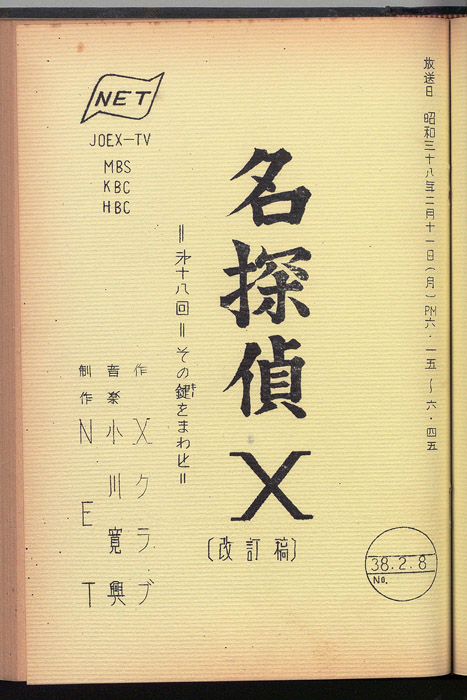 放送日 昭和三十八年二月十一日(月)PM六・一五~六・四五
名探偵X
(改訂稿)
=㐧十八回=その鍵をまわせ=
作 Xクラブ
音楽 小川寛興
制作 NET
NET
JOEX-TV
MBS
KBC
HBC
38.2.8
NO.